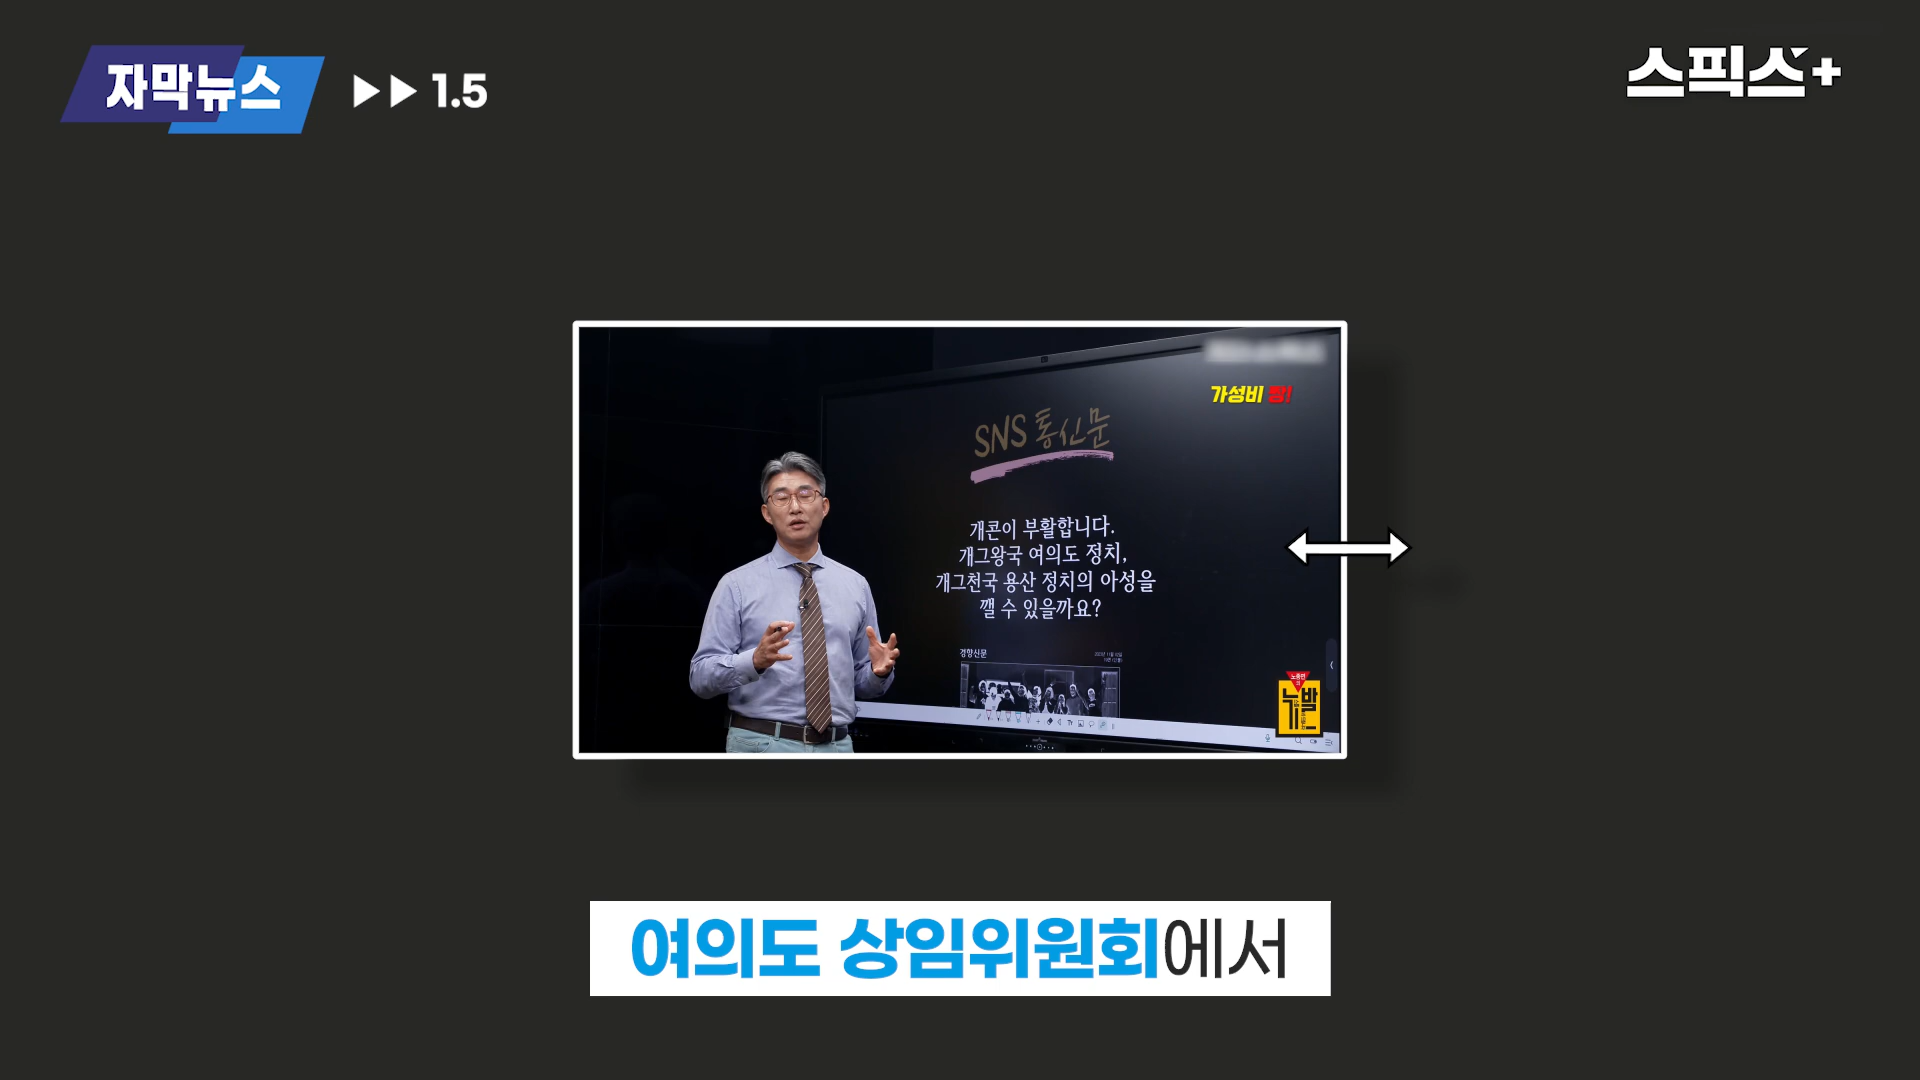 자막뉴스
1.5
스픽스+
가성비 짱!
SNS 통신문
개콘이 부활합니다.
개그왕국 여의도 정치,
개그천국 용산 정치의 아성을
깰 수 있을까요?
경향신문
여의도 상임위원회에서